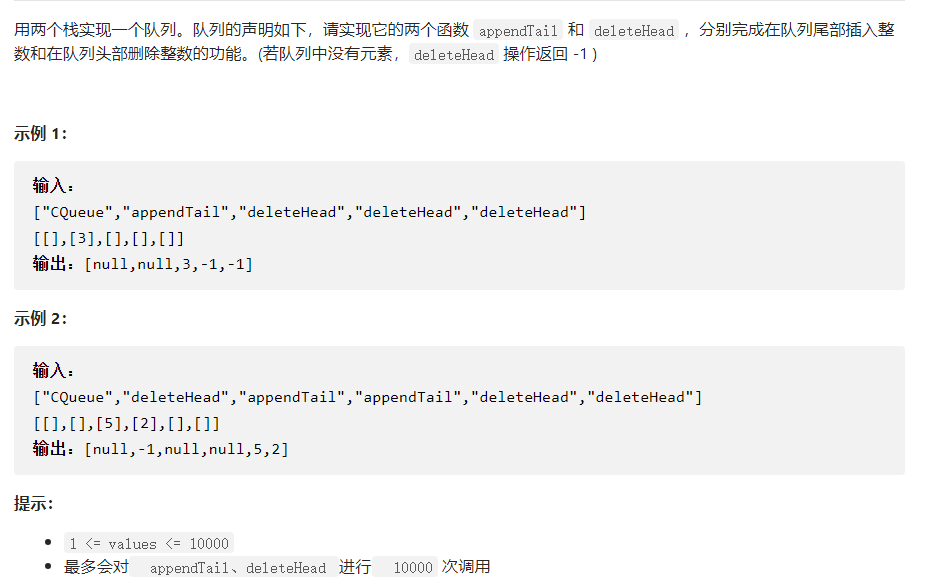 用两个栈实现一个队列。队列的声明如下，请实现它的两个函数 appendTail 和 deleteHead ，分别完成在队列尾部插入整
数和在队列头部删除整数的功能。(若队列中没有元素，deleteHead 操作返回 -1 )
示例 1：
输入：
["CQueue","appendTail","deleteHead","deleteHead","deleteHead"]
[[],[3],[],[],[]]
输出：[null,null,3,-1,-1]
示例 2：
输入：
["CQueue","deleteHead","appendTail","appendTail","deleteHead","deleteHead"]
[[],[],[5],[2],[],[]]
输出：[null,-1,null,null,5,2]
提示：
• 1 <= values <= 10000
• 最多会对 appendTail、deleteHead 进行 10000 次调用